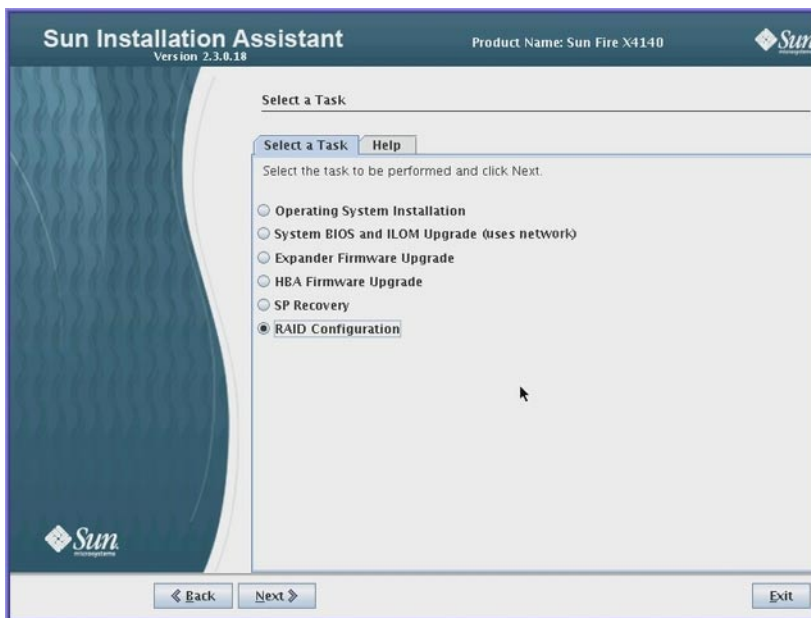 Sun Installation Assistant
Version 2.3.0.18
Product Name: Sun Fire X4140
Sun
microsystems
Select a Task
Select a Task
Help
Select the task to be performed and click Next.
Operating System Installation
System BIOS and ILOM Upgrade (uses network)
Expander Firmware Upgrade
HBA Firmware Upgrade
SP Recovery
RAID Configuration
Sun
microsystems
Back
Next
Exit